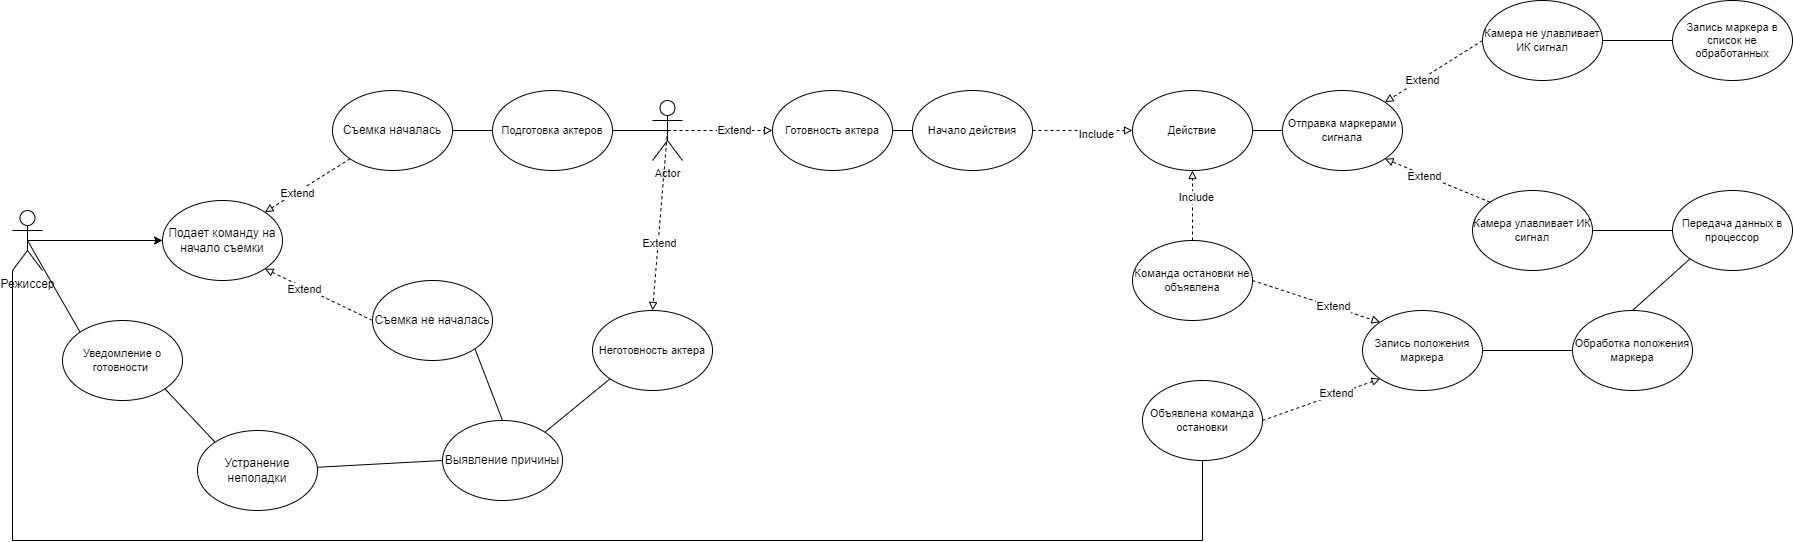 Камера не улавливает
ИК сигнал
Запись маркера в
список не
обработанных
Extend
Съемка началась
Подготовка актеров
Extend
Готовность актера
Начало действия
Include
Действие
Отправка маркерами
сигнала
Actor
Extend
Extend
Include
Подает команду на
начало съемки
Камера улавливает ИК
сигнал
Передача данных в
процессор
Extend
Режиссер
Extend
Команда остановки не
объявлена
Extend
Съемка не началась
Уведомление о
готовности
Неготовность актера
Запись положения
маркера
Обработка положения
маркера
Extend
Объявлена команда
остановки
Устранение
неполадки
Выявление причины